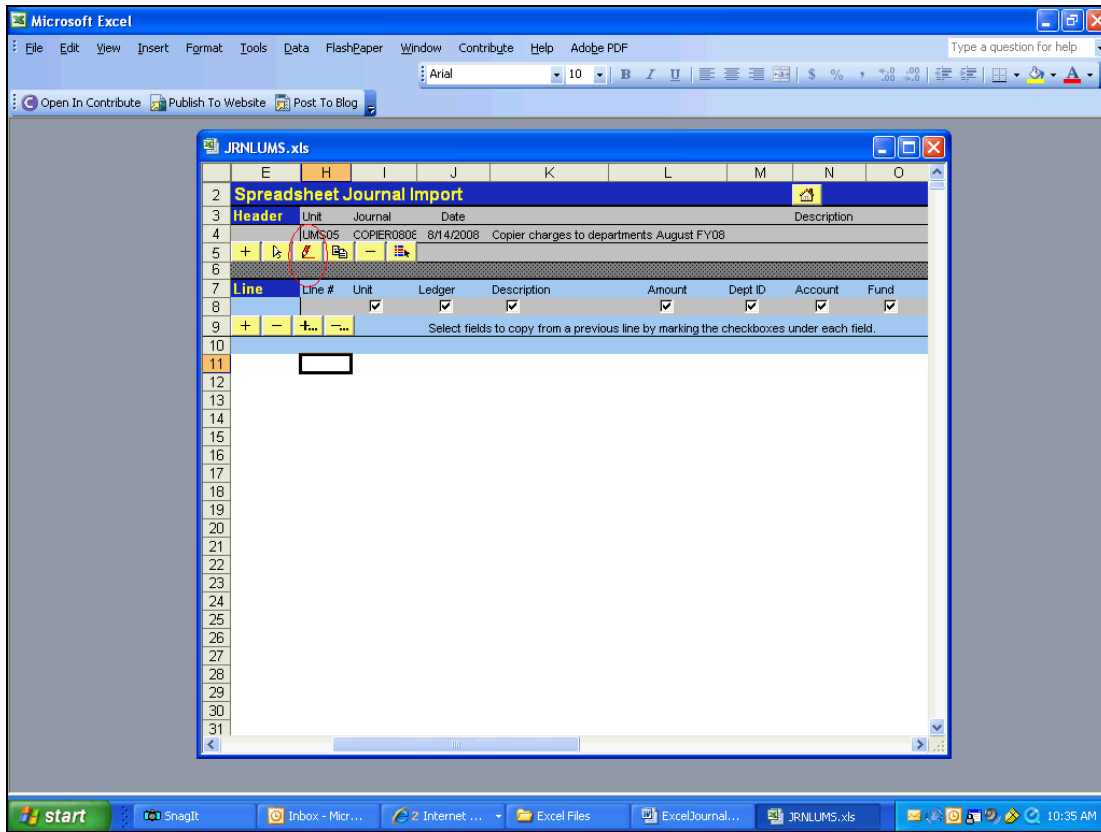 Microsoft Excel
File Edit View Insert Format Tools Data FlashPaper Window Contribute Help Adobe PDF Type a question for help
Arial 10 B I U $ % ,
Open In Contribute Publish To Website Post To Blog
JRNLUMS.xls
E H I J K L M N O
2 Spreadsheet Journal Import
3 Header Unit Journal Date Description
4 UMS05 COPIER0808 8/14/2008 Copier charges to departments August FY08
5
6
7 Line Line # Unit Ledger Description Amount Dept ID Account Fund
8
9 + − +... −... Select fields to copy from a previous line by marking the checkboxes under each field.
10
11
12
13
14
15
16
17
18
19
20
21
22
23
24
25
26
27
28
29
30
31
start SnagIt Inbox - Micr... 2 Internet ... Excel Files ExcelJournal... JRNLUMS.xls 10:35 AM